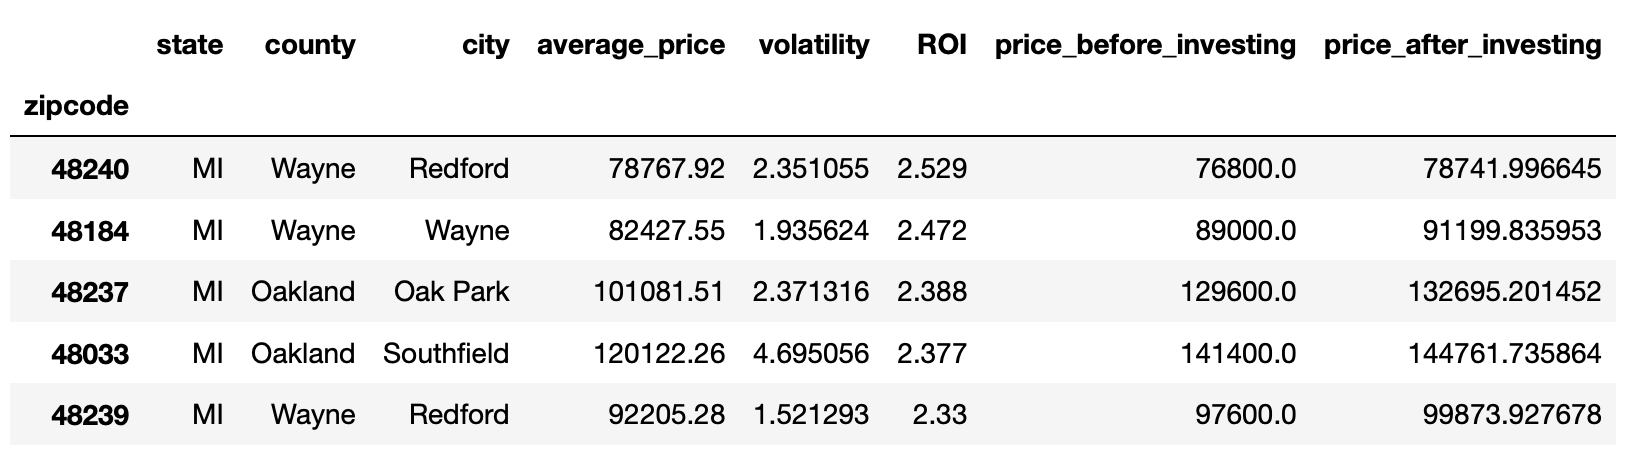 state county city average_price volatility ROI price_before_investing price_after_investing
zipcode
48240 MI Wayne Redford 78767.92 2.351055 2.529 76800.0 78741.996645
48184 MI Wayne Wayne 82427.55 1.935624 2.472 89000.0 91199.835953
48237 MI Oakland Oak Park 101081.51 2.371316 2.388 129600.0 132695.201452
48033 MI Oakland Southfield 120122.26 4.695056 2.377 141400.0 144761.735864
48239 MI Wayne Redford 92205.28 1.521293 2.33 97600.0 99873.927678